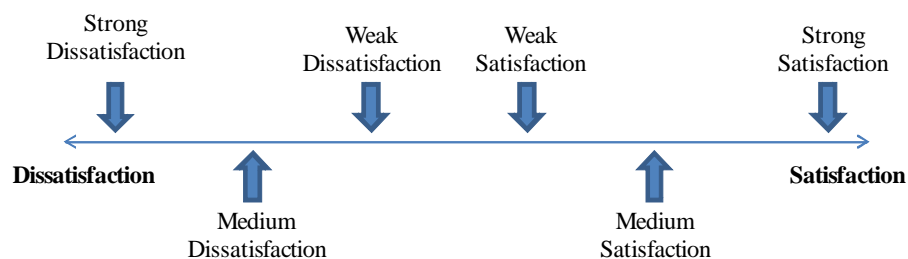 Strong
Dissatisfaction
Weak
Dissatisfaction
Weak
Satisfaction
Strong
Satisfaction
Dissatisfaction
Satisfaction
Medium
Dissatisfaction
Medium
Satisfaction